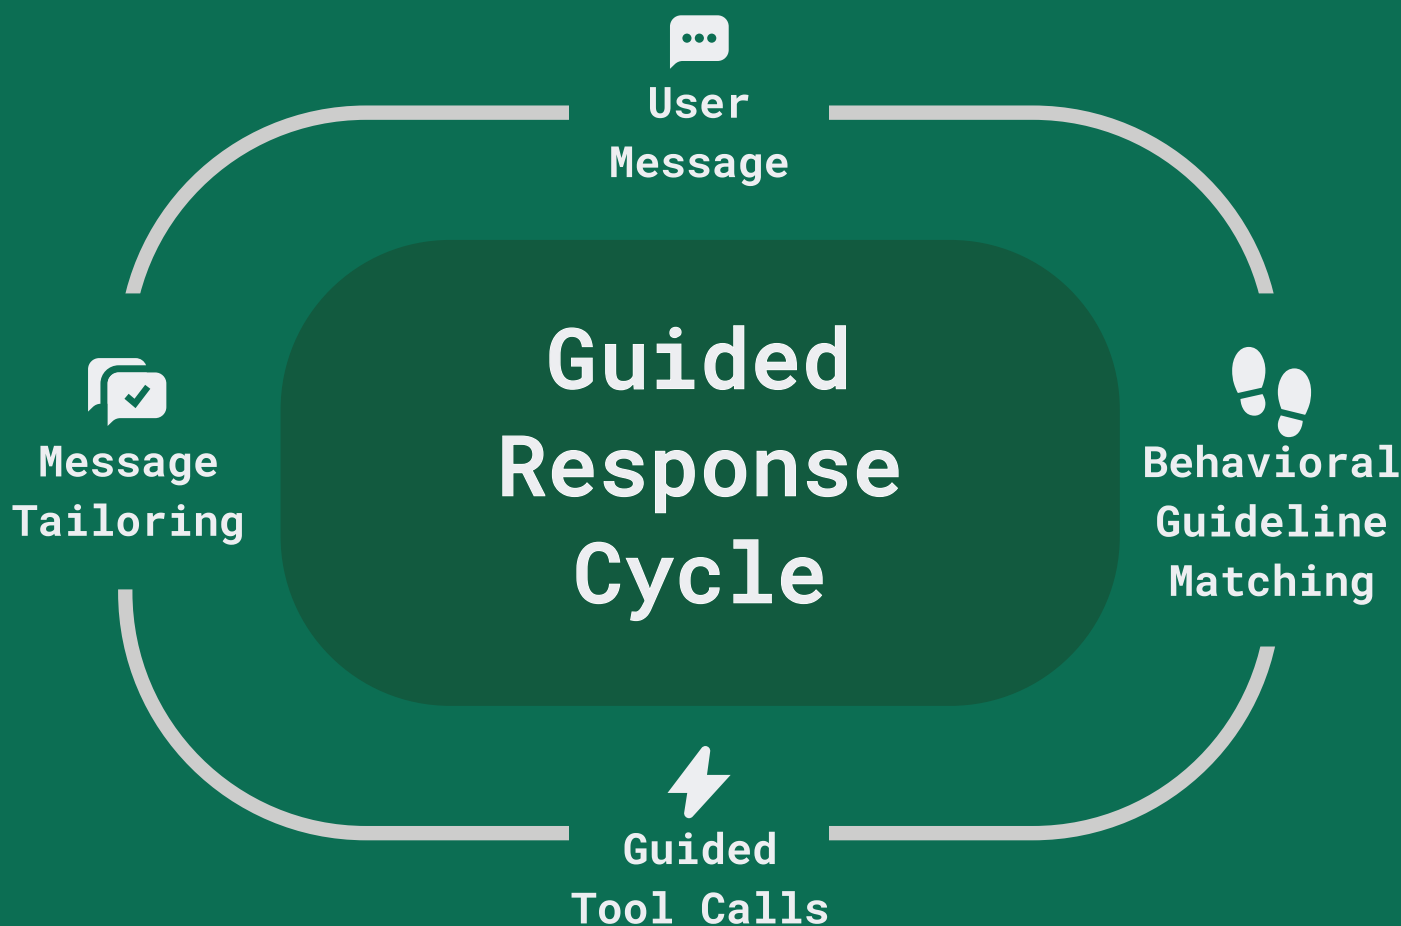 User
Message
Guided
Response
Cycle
Message
Tailoring
Behavioral
Guideline
Matching
Guided
Tool Calls